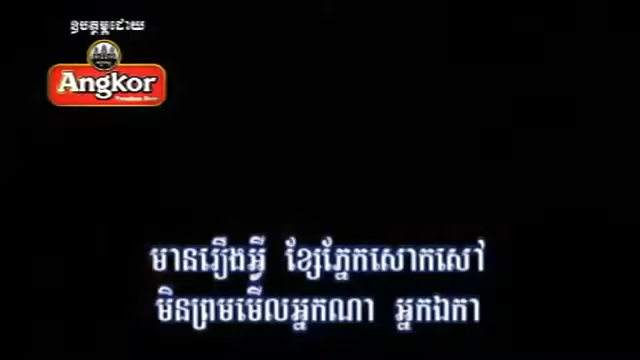 ឧបត្ថម្ភដោយ
Angkor
Premium Beer
មានរឿងអ្វី ខ្សែភ្នែកសោកសៅ
មិនព្រមមើលអ្នកណា អ្នកឯកា